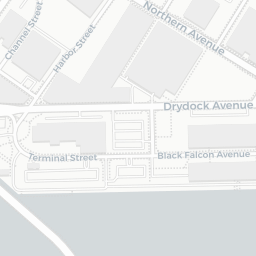 Northern Avenue
Channel Street
Harbor Street
Drydock Avenue
Terminal Street
Black Falcon Avenue